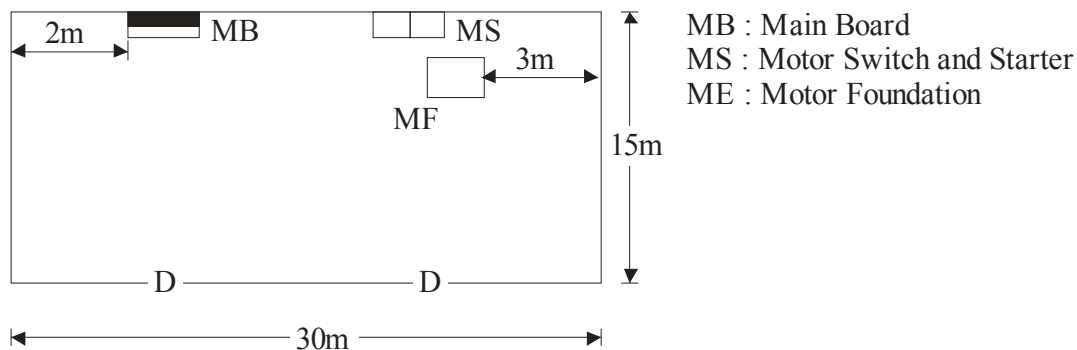 2m
MB
MS
3m
MF
15m
D
D
30m
MB : Main Board
MS : Motor Switch and Starter
ME : Motor Foundation